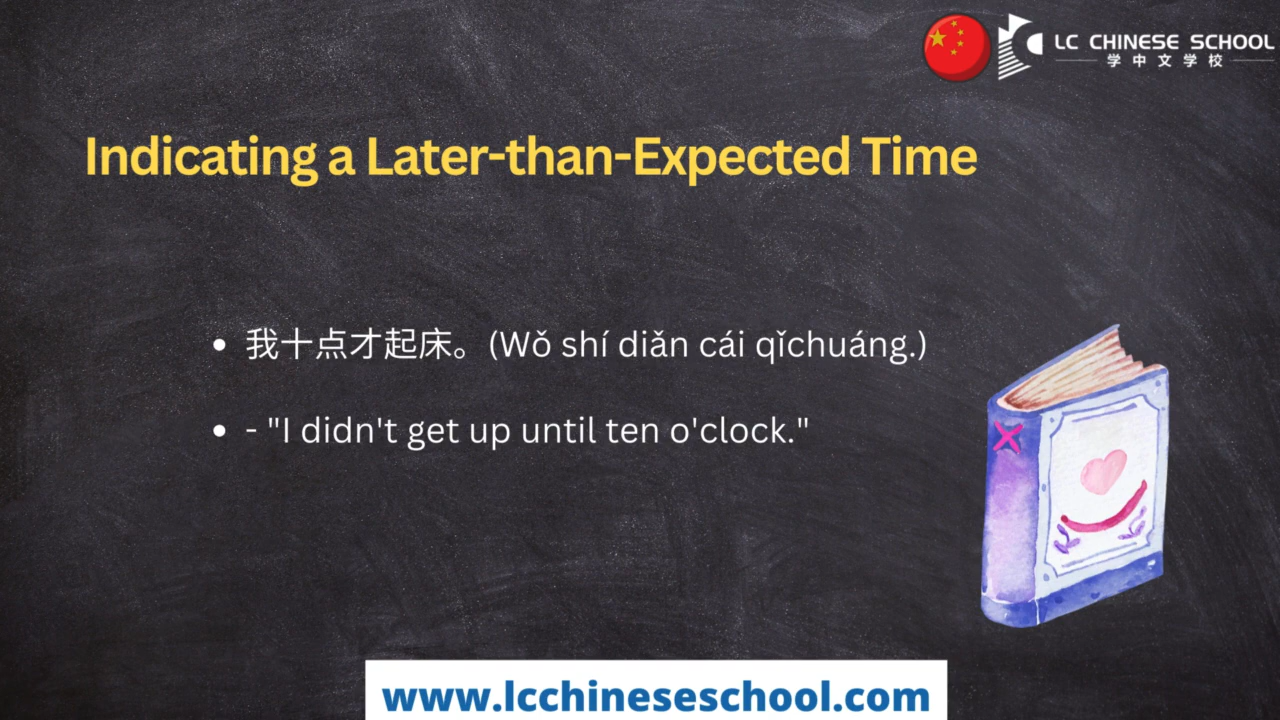 LC CHINESE SCHOOL
学中文学校
Indicating a Later-than-Expected Time
我十点才起床。(Wǒ shí diǎn cái qǐchuáng.)
- "I didn't get up until ten o'clock."
www.lcchineseschool.com